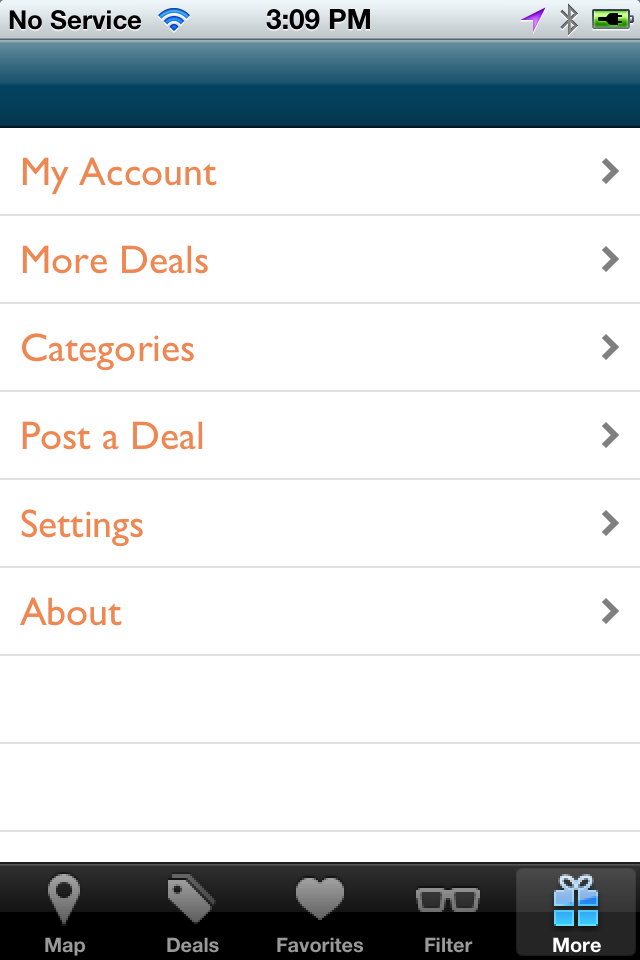 No Service 3:09 PM
My Account
More Deals
Categories
Post a Deal
Settings
About
Map Deals Favorites Filter More